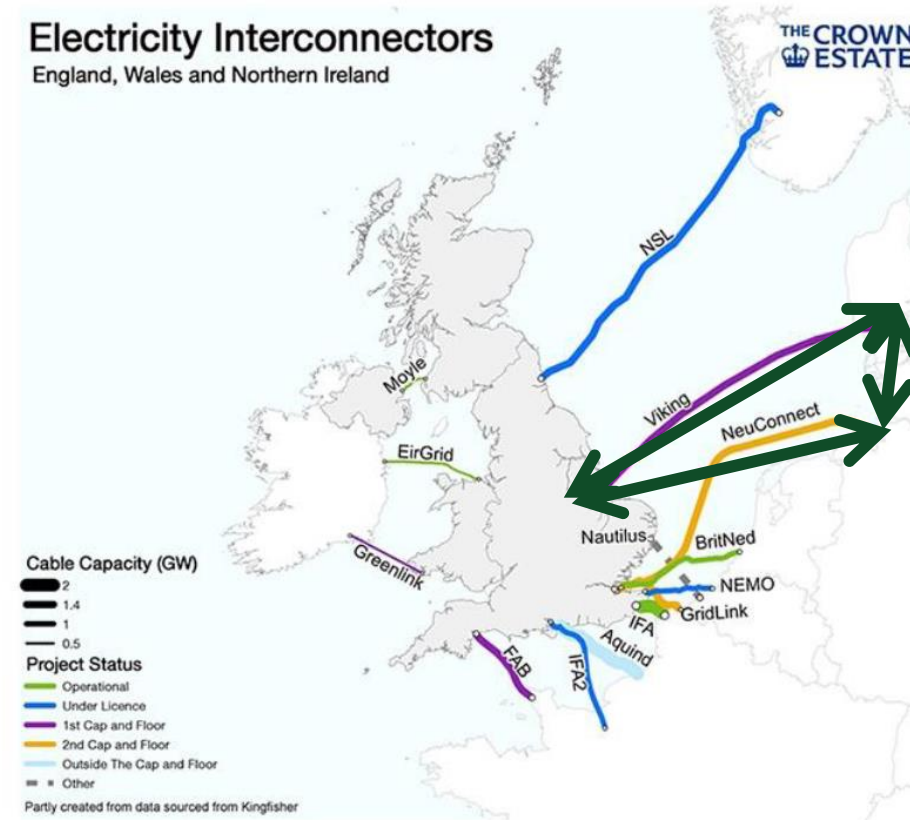 Electricity Interconnectors
England, Wales and Northern Ireland
THE CROWN
ESTATE
NSL
Moyle
Viking
NeuConnect
EirGrid
Nautilus
BritNed
Greenlink
NEMO
GridLink
IFA
Aquind
FAB
IFA2
Cable Capacity (GW)
2
1.4
1
0.5
Project Status
Operational
Under Licence
1st Cap and Floor
2nd Cap and Floor
Outside The Cap and Floor
Other
Partly created from data sourced from Kingfisher